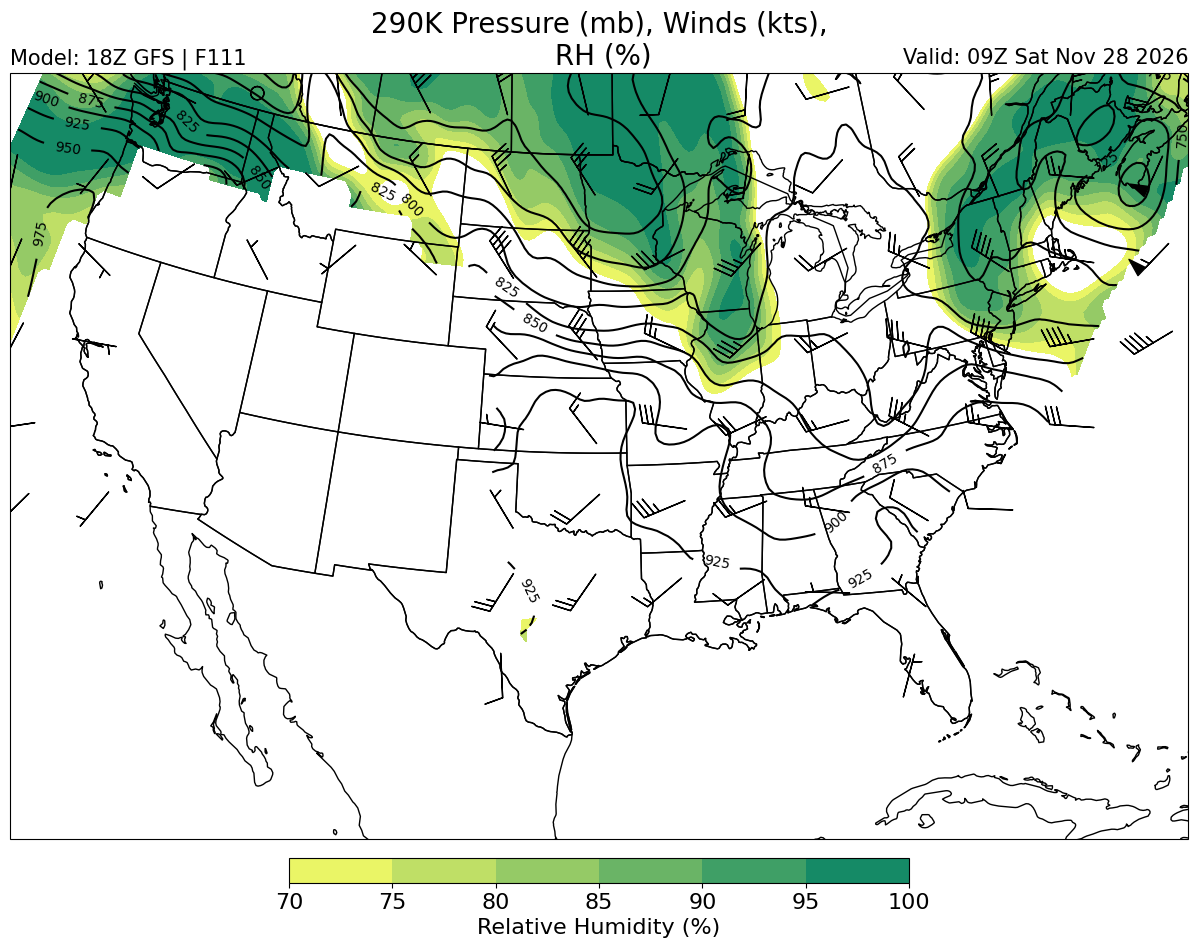 290K Pressure (mb), Winds (kts),
RH (%)
Model: 18Z GFS | F111
Valid: 09Z Sat Nov 28 2026
900
875
925
950
825
850
975
825
800
825
850
875
900
925
925
925
750
70 75 80 85 90 95 100
Relative Humidity (%)